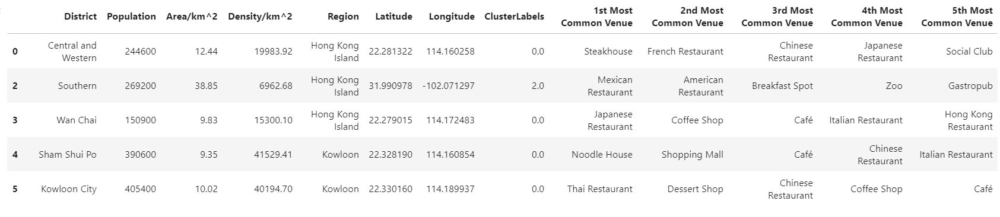 District Population Area/km^2 Density/km^2 Region Latitude Longitude ClusterLabels 1st Most Common Venue 2nd Most Common Venue 3rd Most Common Venue 4th Most Common Venue 5th Most Common Venue
0 Central and Western 244600 12.44 19983.92 Hong Kong Island 22.281322 114.160258 0.0 Steakhouse French Restaurant Chinese Restaurant Japanese Restaurant Social Club
2 Southern 269200 38.85 6962.68 Hong Kong Island 31.990978 -102.071297 2.0 Mexican Restaurant American Restaurant Breakfast Spot Zoo Gastropub
3 Wan Chai 150900 9.83 15300.10 Hong Kong Island 22.279015 114.172483 0.0 Japanese Restaurant Coffee Shop Café Italian Restaurant Hong Kong Restaurant
4 Sham Shui Po 390600 9.35 41529.41 Kowloon 22.328190 114.160854 0.0 Noodle House Shopping Mall Café Chinese Restaurant Italian Restaurant
5 Kowloon City 405400 10.02 40194.70 Kowloon 22.330160 114.189937 0.0 Thai Restaurant Dessert Shop Chinese Restaurant Coffee Shop Café